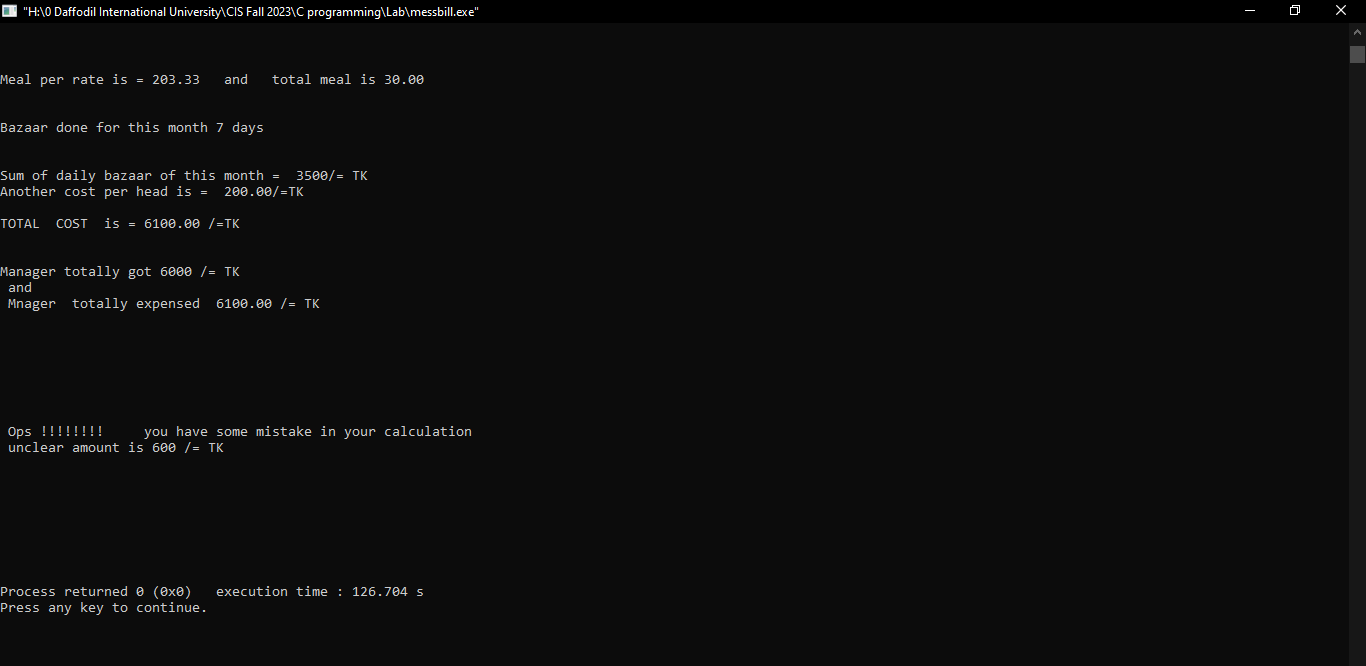 "H:\0 Daffodil International University\CIS Fall 2023\C programming\Lab\messbill.exe"
Meal per rate is = 203.33   and   total meal is 30.00
Bazaar done for this month 7 days
Sum of daily bazaar of this month =  3500/= TK
Another cost per head is =  200.00/=TK
TOTAL  COST  is = 6100.00 /=TK
Manager totally got 6000 /= TK
and
Mnager  totally expensed  6100.00 /= TK
Ops !!!!!!!!     you have some mistake in your calculation
unclear amount is 600 /= TK
Process returned 0 (0x0)   execution time : 126.704 s
Press any key to continue.